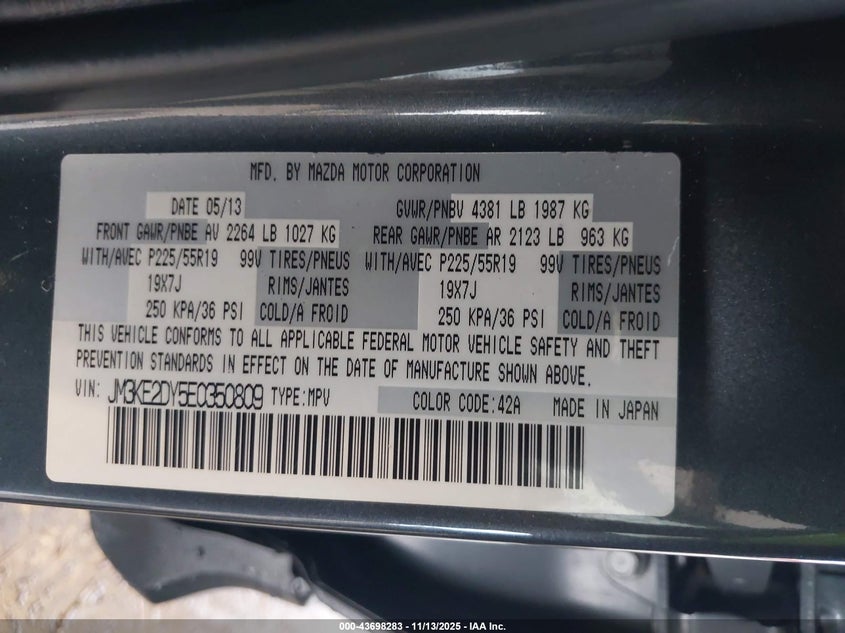 MFD. BY MAZDA MOTOR CORPORATION
DATE 05/13 GVWR/PNBV 4381 LB 1987 KG
FRONT GAWR/PNBE AV 2264 LB 1027 KG REAR GAWR/PNBE AR 2123 LB 963 KG
WITH/AVEC P225/55R19 99V TIRES/PNEUS WITH/AVEC P225/55R19 99V TIRES/PNEUS
19X7J RIMS/JANTES 19X7J RIMS/JANTES
250 KPA/36 PSI COLD/A FROID 250 KPA/36 PSI COLD/A FROID
THIS VEHICLE CONFORMS TO ALL APPLICABLE FEDERAL MOTOR VEHICLE SAFETY AND THEFT
PREVENTION STANDARDS IN EFFECT ON THE DATE OF MANUFACTURE SHOWN ABOVE.
VIN: JM3KE2DY5E0350809 TYPE:MPV COLOR CODE:42A MADE IN JAPAN
000-43698283 - 11/13/2025 - IAA Inc.